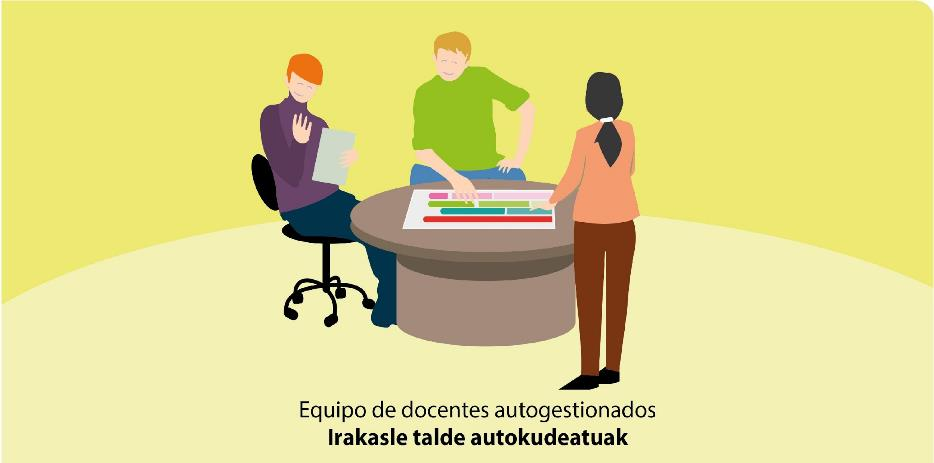 Equipo de docentes autogestionados
Irakasle talde autokudeatuak